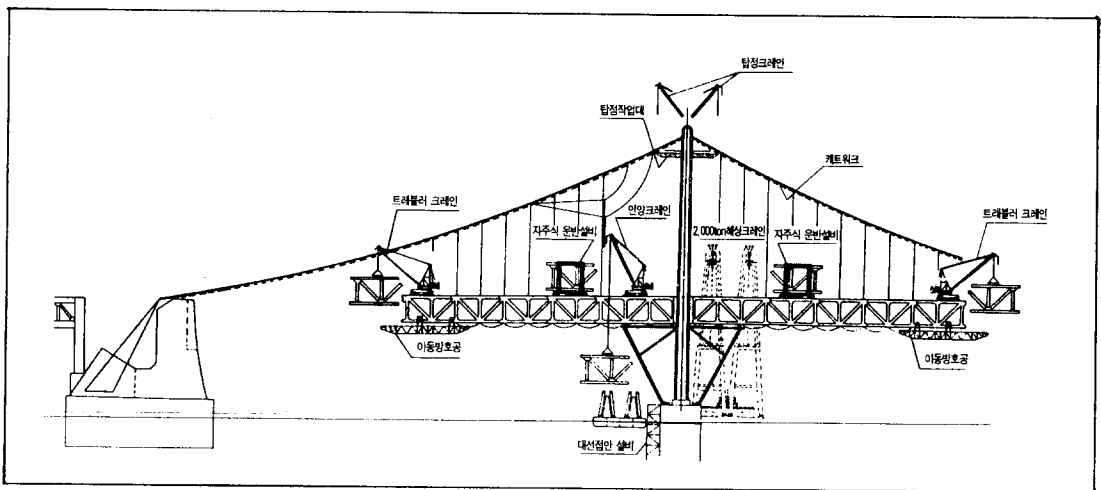 탑정크레인
탑정작업대
케트워크
트래블러 크레인
인양크레인
트래블러 크레인
자주식 운반설비
2,000ton해상크레인
자주식 운반설비
이동방호공
이동방호공
대선접안 설비